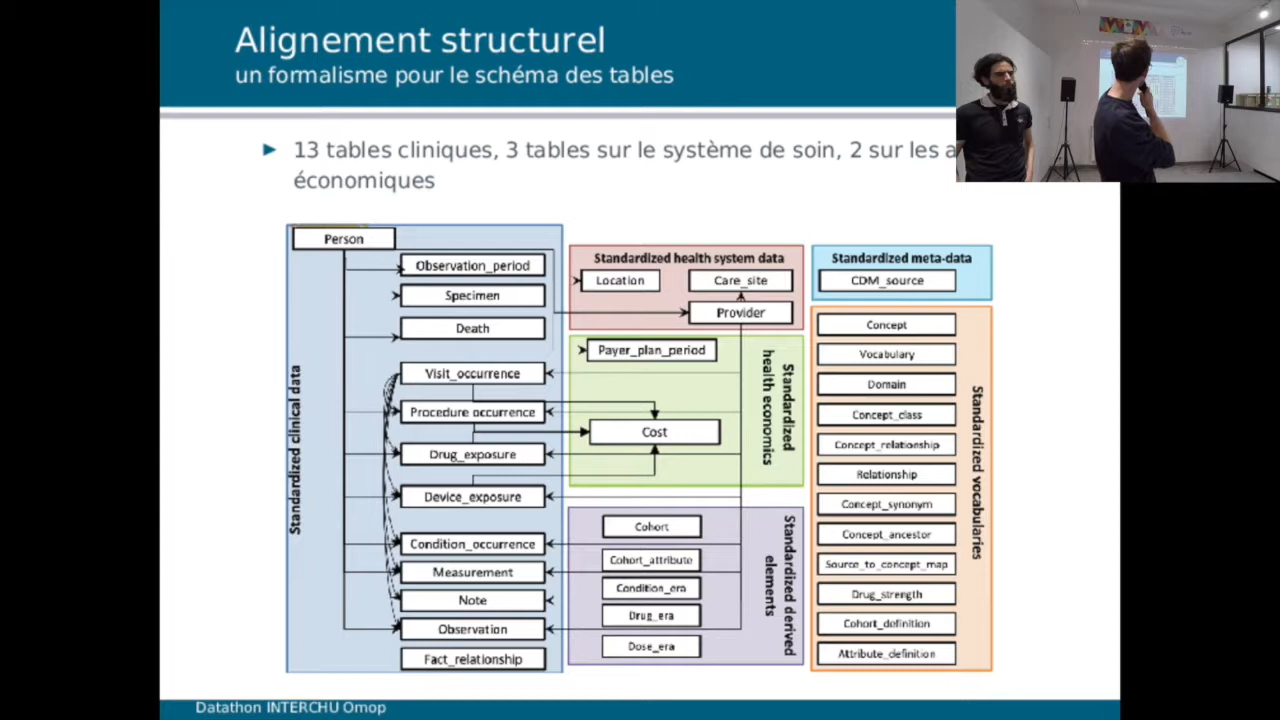 Alignement structurel
un formalisme pour le schéma des tables
13 tables cliniques, 3 tables sur le système de soin, 2 sur les
économiques
Person
Observation_period
Specimen
Death
Visit_occurrence
Procedure occurrence
Drug_exposure
Device_exposure
Condition_occurrence
Measurement
Note
Observation
Fact_relationship
Standardized clinical data
Standardized health system data
Location
Care_site
Provider
Payer_plan_period
Cost
Standardized
health economics
Cohort
Cohort_attribute
Condition_era
Drug_era
Dose_era
Standardized derived
elements
Standardized meta-data
CDM_source
Concept
Vocabulary
Domain
Concept_class
Concept_relationship
Relationship
Concept_synonym
Concept_ancestor
Source_to_concept_map
Drug_strength
Cohort_definition
Attribute_definition
Standardized vocabularies
Datathon INTERCHU Omop